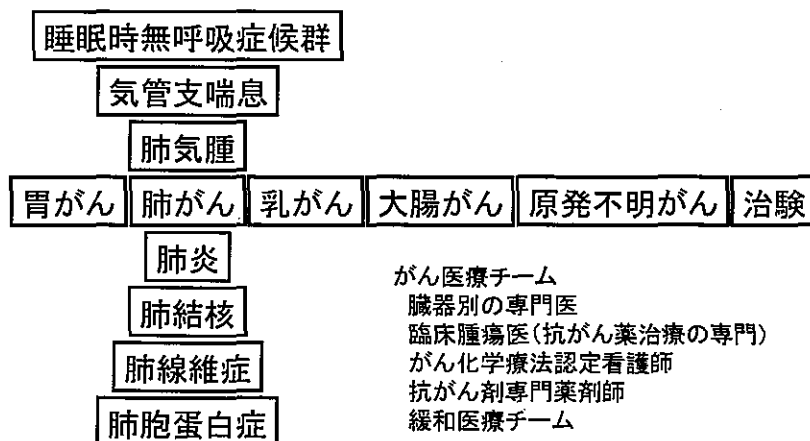 睡眠時無呼吸症候群
気管支喘息
肺気腫
胃がん 肺がん 乳がん 大腸がん 原発不明がん 治験
肺炎
肺結核
肺線維症
肺胞蛋白症
がん医療チーム
臓器別の専門医
臨床腫瘍医(抗がん薬治療の専門)
がん化学療法認定看護師
抗がん剤専門薬剤師
緩和医療チーム